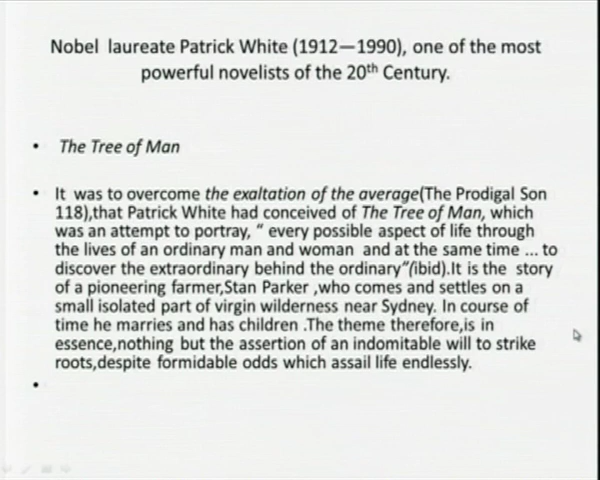 Nobel laureate Patrick White (1912—1990), one of the most
powerful novelists of the 20th Century.
• The Tree of Man
• It was to overcome the exaltation of the average(The Prodigal Son
118),that Patrick White had conceived of The Tree of Man, which
was an attempt to portray, “ every possible aspect of life through
the lives of an ordinary man and woman and at the same time ... to
discover the extraordinary behind the ordinary”(ibid).It is the story
of a pioneering farmer,Stan Parker ,who comes and settles on a
small isolated part of virgin wilderness near Sydney. In course of
time he marries and has children .The theme therefore,is in
essence,nothing but the assertion of an indomitable will to strike
roots,despite formidable odds which assail life endlessly.
•